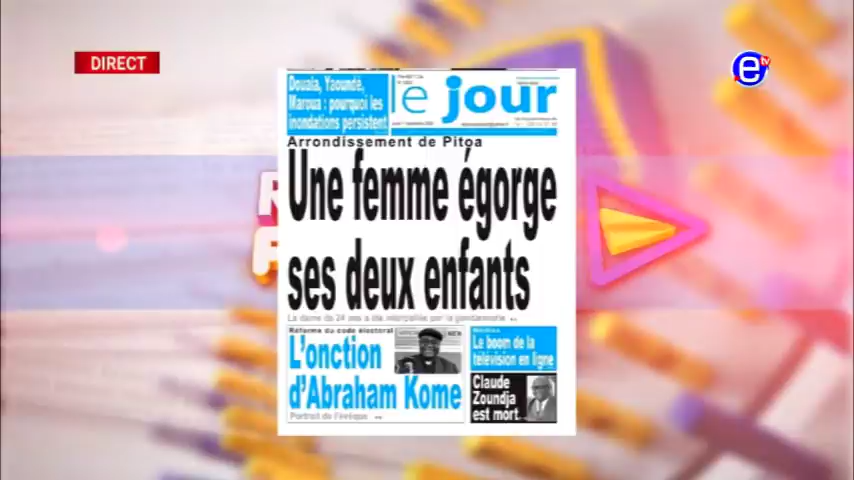 DIRECT
e tv
Douala, Yaoundé,
Maroua : pourquoi les
inondations persistent
le jour
Arrondissement de Pitoa
Une femme égorge
ses deux enfants
La dame de 24 ans a été interpellée par la gendarmerie
Réforme du code électoral
L'onction
d'Abraham Kome
Portrait de l'évêque
Le boom de la
télévision en ligne
Claude
Zoundja
est mort